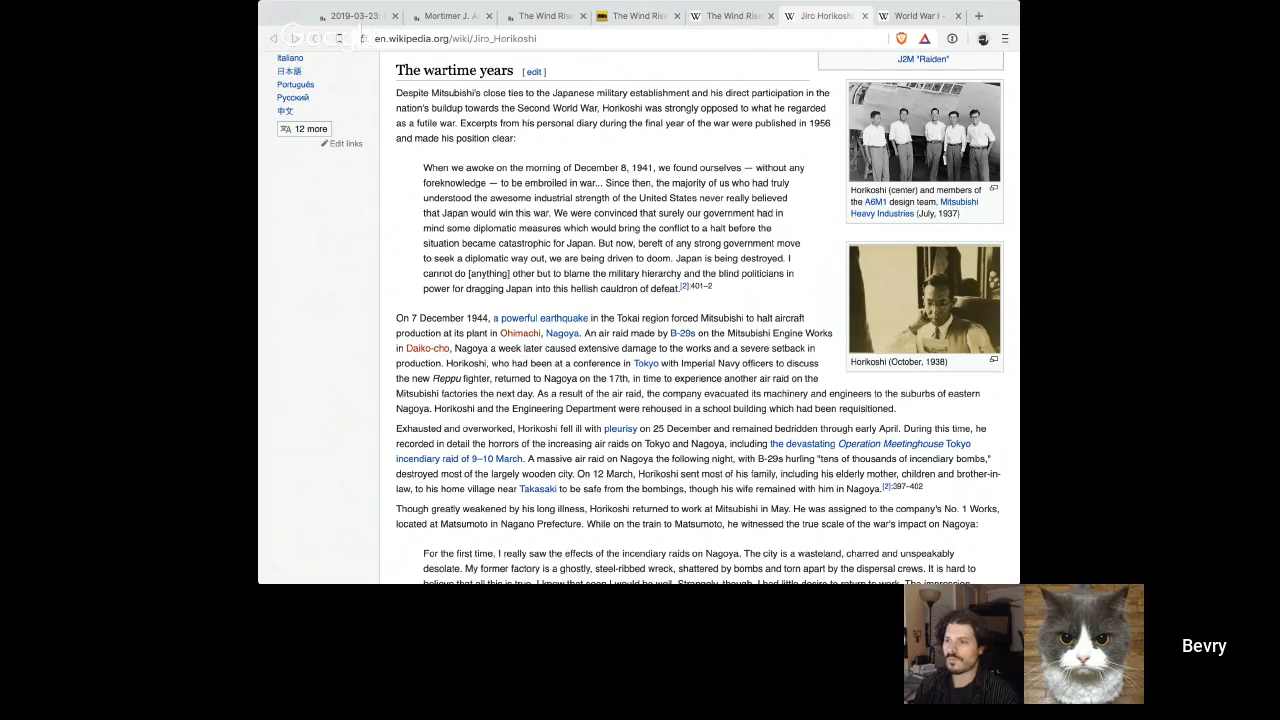 2019-03-23:
Mortimer J. A
The Wind Rise
The Wind Rise
The Wind Rise
Jiro Horikoshi
World War I -
en.wikipedia.org/wiki/Jiro_Horikoshi
Italiano
日本語
Português
Русский
中文
12 more
Edit links
The wartime years [ edit ]
Despite Mitsubishi's close ties to the Japanese military establishment and his direct participation in the
nation's buildup towards the Second World War, Horikoshi was strongly opposed to what he regarded
as a futile war. Excerpts from his personal diary during the final year of the war were published in 1956
and made his position clear:
When we awoke on the morning of December 8, 1941, we found ourselves — without any
foreknowledge — to be embroiled in war... Since then, the majority of us who had truly
understood the awesome industrial strength of the United States never really believed
that Japan would win this war. We were convinced that surely our government had in
mind some diplomatic measures which would bring the conflict to a halt before the
situation became catastrophic for Japan. But now, bereft of any strong government move
to seek a diplomatic way out, we are being driven to doom. Japan is being destroyed. I
cannot do [anything] other but to blame the military hierarchy and the blind politicians in
power for dragging Japan into this hellish cauldron of defeat.[2]:401–2
On 7 December 1944, a powerful earthquake in the Tokai region forced Mitsubishi to halt aircraft
production at its plant in Ohimachi, Nagoya. An air raid made by B-29s on the Mitsubishi Engine Works
in Daiko-cho, Nagoya a week later caused extensive damage to the works and a severe setback in
production. Horikoshi, who had been at a conference in Tokyo with Imperial Navy officers to discuss
the new Reppu fighter, returned to Nagoya on the 17th, in time to experience another air raid on the
Mitsubishi factories the next day. As a result of the air raid, the company evacuated its machinery and engineers to the suburbs of eastern
Nagoya. Horikoshi and the Engineering Department were rehoused in a school building which had been requisitioned.
Exhausted and overworked, Horikoshi fell ill with pleurisy on 25 December and remained bedridden through early April. During this time, he
recorded in detail the horrors of the increasing air raids on Tokyo and Nagoya, including the devastating Operation Meetinghouse Tokyo
incendiary raid of 9–10 March. A massive air raid on Nagoya the following night, with B-29s hurling "tens of thousands of incendiary bombs,"
destroyed most of the largely wooden city. On 12 March, Horikoshi sent most of his family, including his elderly mother, children and brother-in-
law, to his home village near Takasaki to be safe from the bombings, though his wife remained with him in Nagoya.[2]:397–402
Though greatly weakened by his long illness, Horikoshi returned to work at Mitsubishi in May. He was assigned to the company's No. 1 Works,
located at Matsumoto in Nagano Prefecture. While on the train to Matsumoto, he witnessed the true scale of the war's impact on Nagoya:
For the first time, I really saw the effects of the incendiary raids on Nagoya. The city is a wasteland, charred and unspeakably
desolate. My former factory is a ghostly, steel-ribbed wreck, shattered by bombs and torn apart by the dispersal crews. It is hard to
believe that all this is true. I know that soon I would be well. Strangely, though, I had little desire to return to work. The impression
J2M "Raiden"
Horikoshi (center) and members of
the A6M1 design team, Mitsubishi
Heavy Industries (July, 1937)
Horikoshi (October, 1938)
Bevry